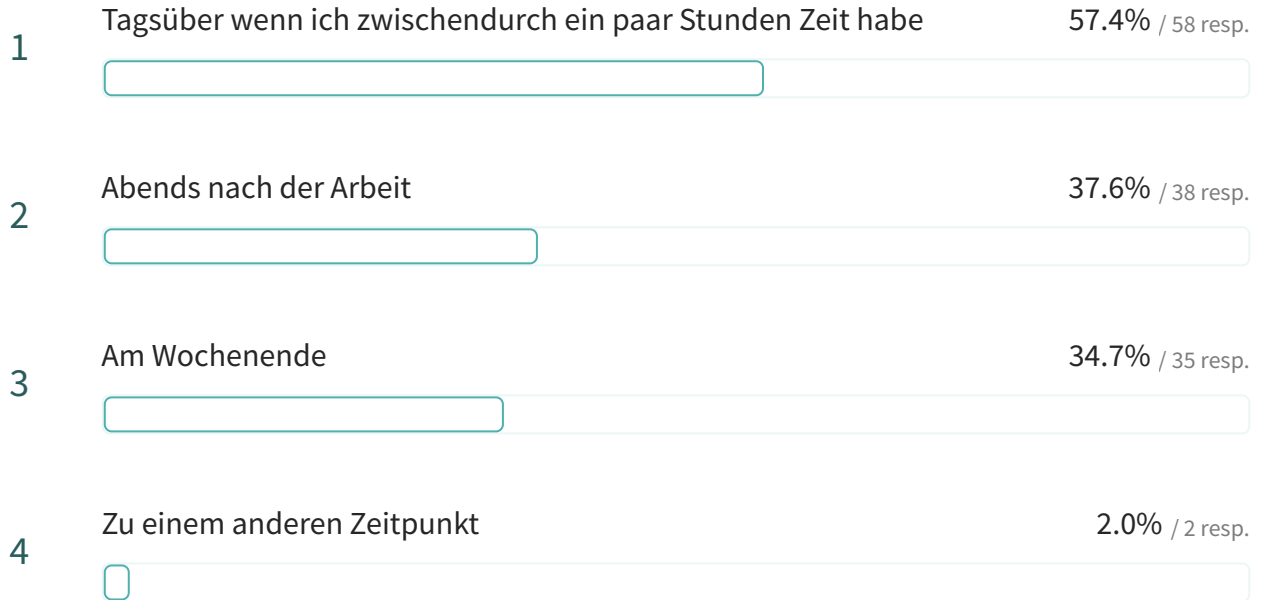 1 Tagsüber wenn ich zwischendurch ein paar Stunden Zeit habe 57.4% / 58 resp.
2 Abends nach der Arbeit 37.6% / 38 resp.
3 Am Wochenende 34.7% / 35 resp.
4 Zu einem anderen Zeitpunkt 2.0% / 2 resp.